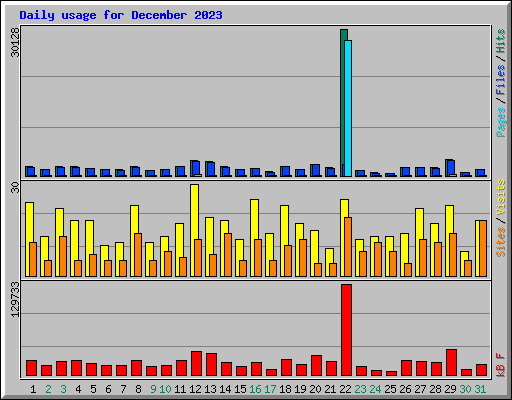 Daily usage for December 2023
30128
Pages / Files / Hits
30
Sites / Visits
129733
kB F
1 2 3 4 5 6 7 8 9 10 11 12 13 14 15 16 17 18 19 20 21 22 23 24 25 26 27 28 29 30 31